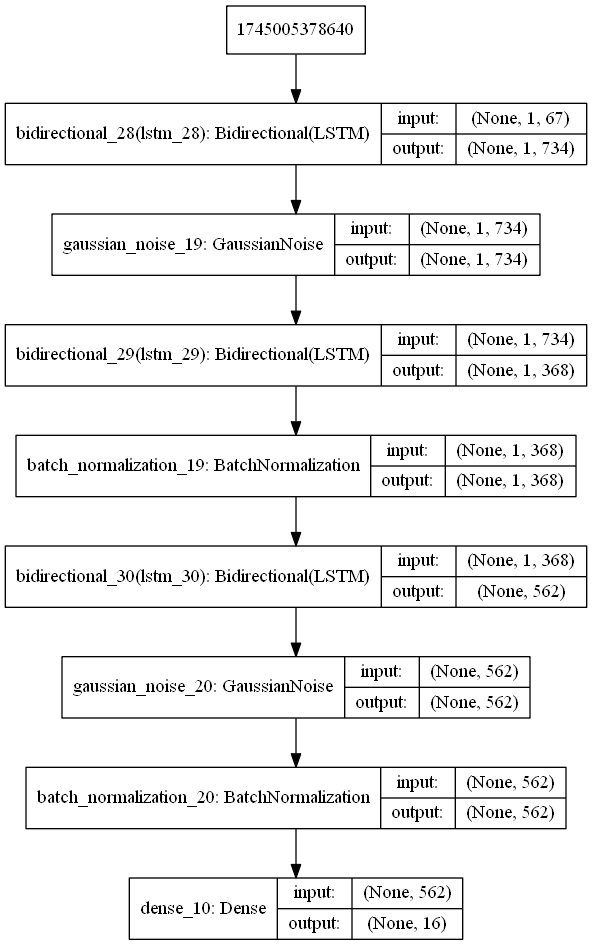 1745005378640
bidirectional_28(lstm_28): Bidirectional(LSTM)
input: (None, 1, 67)
output: (None, 1, 734)
gaussian_noise_19: GaussianNoise
input: (None, 1, 734)
output: (None, 1, 734)
bidirectional_29(lstm_29): Bidirectional(LSTM)
input: (None, 1, 734)
output: (None, 1, 368)
batch_normalization_19: BatchNormalization
input: (None, 1, 368)
output: (None, 1, 368)
bidirectional_30(lstm_30): Bidirectional(LSTM)
input: (None, 1, 368)
output: (None, 562)
gaussian_noise_20: GaussianNoise
input: (None, 562)
output: (None, 562)
batch_normalization_20: BatchNormalization
input: (None, 562)
output: (None, 562)
dense_10: Dense
input: (None, 562)
output: (None, 16)